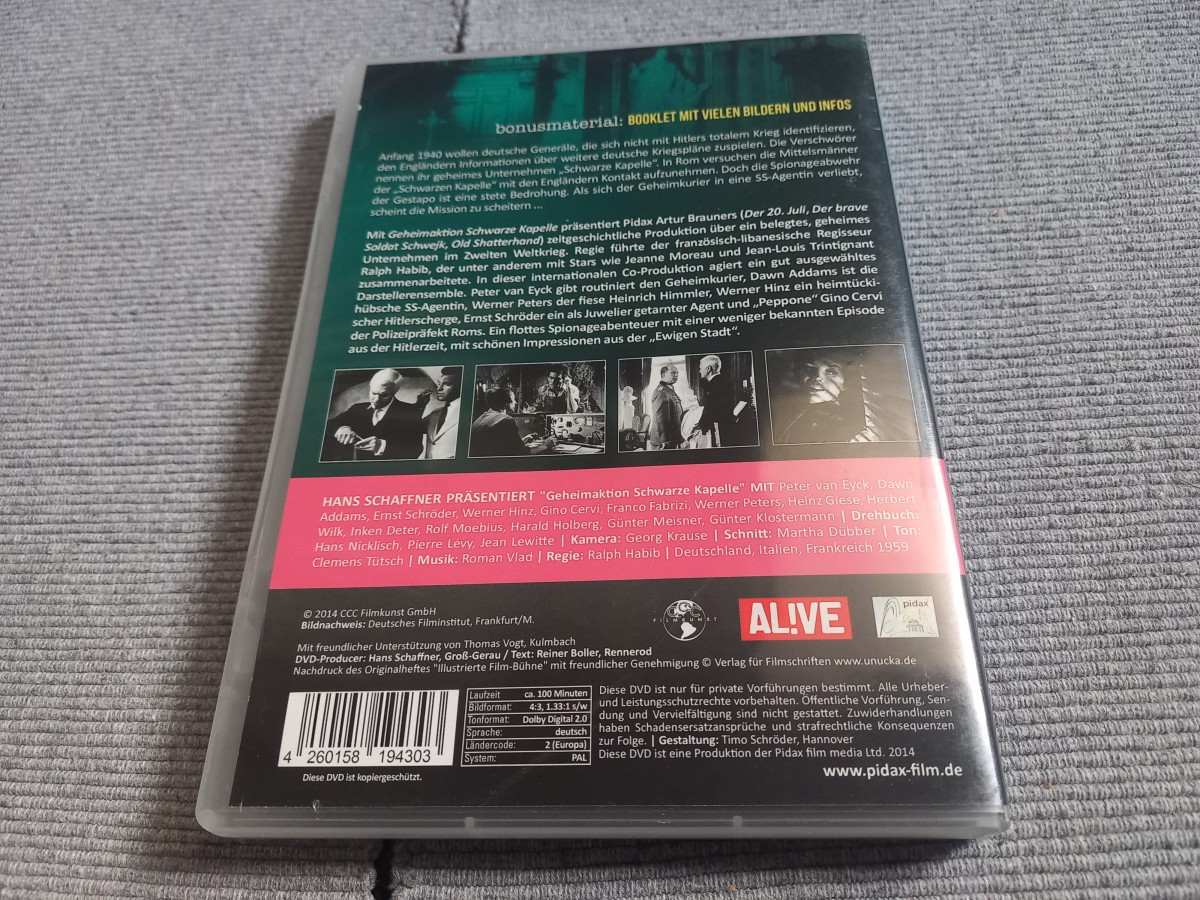 bonusmaterial: BOOKLET MIT VIELEN BILDERN UND INFOS
Anfang 1940 wollen deutsche Generäle, die sich nicht mit Hitlers totalem Krieg identifizieren,
den Engländern Informationen über weitere deutsche Kriegspläne zuspielen. Die Verschwörer
nennen ihr geheimes Unternehmen „Schwarze Kapelle“. In Rom versuchen die Mittelsmänner
der „Schwarzen Kapelle“ mit den Engländern Kontakt aufzunehmen. Doch die Spionageabwehr
der Gestapo ist eine stete Bedrohung. Als sich der Geheimkurier in eine SS-Agentin verliebt,
scheint die Mission zu scheitern ...
Mit Geheimaktion Schwarze Kapelle präsentiert Pidax Artur Brauners (Der 20. Juli, Der brave
Soldat Schwejk, Old Shatterhand) zeitgeschichtliche Produktion über ein belegtes, geheimes
Unternehmen im Zweiten Weltkrieg. Regie führte der französisch-libanesische Regisseur
Ralph Habib, der unter anderem mit Stars wie Jeanne Moreau und Jean-Louis Trintignant
zusammenarbeitete. In dieser internationalen Co-Produktion agiert ein gut ausgewähltes
Darstellerensemble. Peter van Eyck gibt routiniert den Geheimkurier, Dawn Addams ist die
hübsche SS-Agentin, Werner Peters der fiese Heinrich Himmler, Werner Hinz ein heimtücki-
scher Hitlerscherge, Ernst Schröder ein als Juwelier getarnter Agent und „Peppone“ Gino Cervi
der Polizeipräfekt Roms. Ein flottes Spionageabenteuer mit einer weniger bekannten Episode
aus der Hitlerzeit, mit schönen Impressionen aus der „Ewigen Stadt“.
HANS SCHAFFNER PRÄSENTIERT "Geheimaktion Schwarze Kapelle" MIT Peter van Eyck, Dawn
Addams, Ernst Schröder, Werner Hinz, Gino Cervi, Franco Fabrizi, Werner Peters, Heinz Giese, Herbert
Wilk, Inken Deter, Rolf Moebius, Harald Holberg, Günter Meisner, Günter Klostermann | Drehbuch:
Hans Nicklisch, Pierre Lévy, Jean Lewitte | Kamera: Georg Krause | Schnitt: Martha Dübber | Ton:
Clemens Tütsch | Musik: Roman Vlad | Regie: Ralph Habib | Deutschland, Italien, Frankreich 1959
© 2014 CCC Filmkunst GmbH
Bildnachweis: Deutsches Filminstitut, Frankfurt/M.
CCC
FILMKUNST
AL!VE
pidax
Mit freundlicher Unterstützung von Thomas Vogt, Kulmbach
DVD-Producer: Hans Schaffner, Groß-Gerau / Text: Reiner Boller, Rennerod
Nachdruck des Originalheftes "Illustrierte Film-Bühne" mit freundlicher Genehmigung © Verlag für Filmschriften www.unucka.de
4 260158 194303
Diese DVD ist kopiergeschützt.
Laufzeit ca. 100 Minuten
Bildformat: 4:3, 1.33:1 s/w
Tonformat: Dolby Digital 2.0
Sprache: deutsch
Ländercode: 2 (Europa)
System: PAL
Diese DVD ist nur für private Vorführungen bestimmt. Alle Urheber-
und Leistungsschutzrechte vorbehalten. Öffentliche Vorführung, Sen-
dung und Vervielfältigung sind nicht gestattet. Zuwiderhandlungen
haben Schadensersatzansprüche und strafrechtliche Konsequenzen
zur Folge. | Gestaltung: Timo Schröder, Hannover
Diese DVD ist eine Produktion der Pidax film media Ltd. 2014
www.pidax-film.de